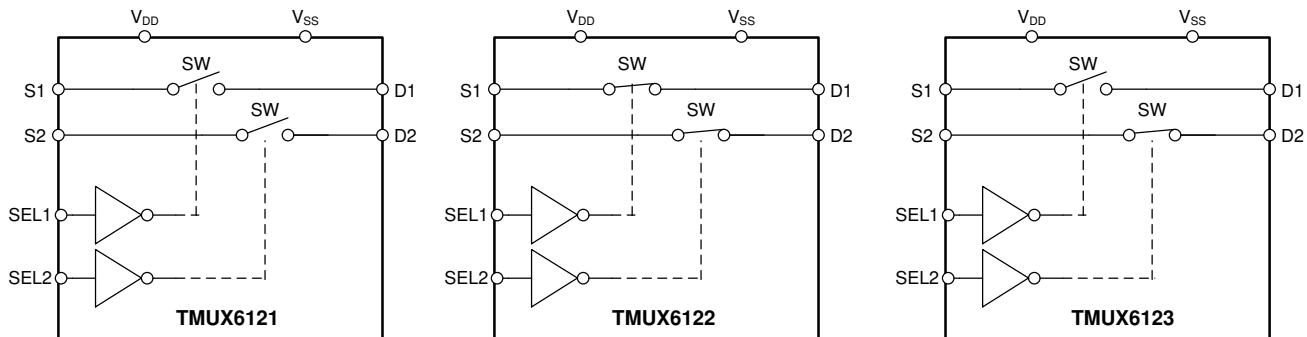 VDD VSS
SW
S1 D1
SW
S2 D2
SEL1
SEL2
TMUX6121
VDD VSS
SW
S1 D1
SW
S2 D2
SEL1
SEL2
TMUX6122
VDD VSS
SW
S1 D1
SW
S2 D2
SEL1
SEL2
TMUX6123